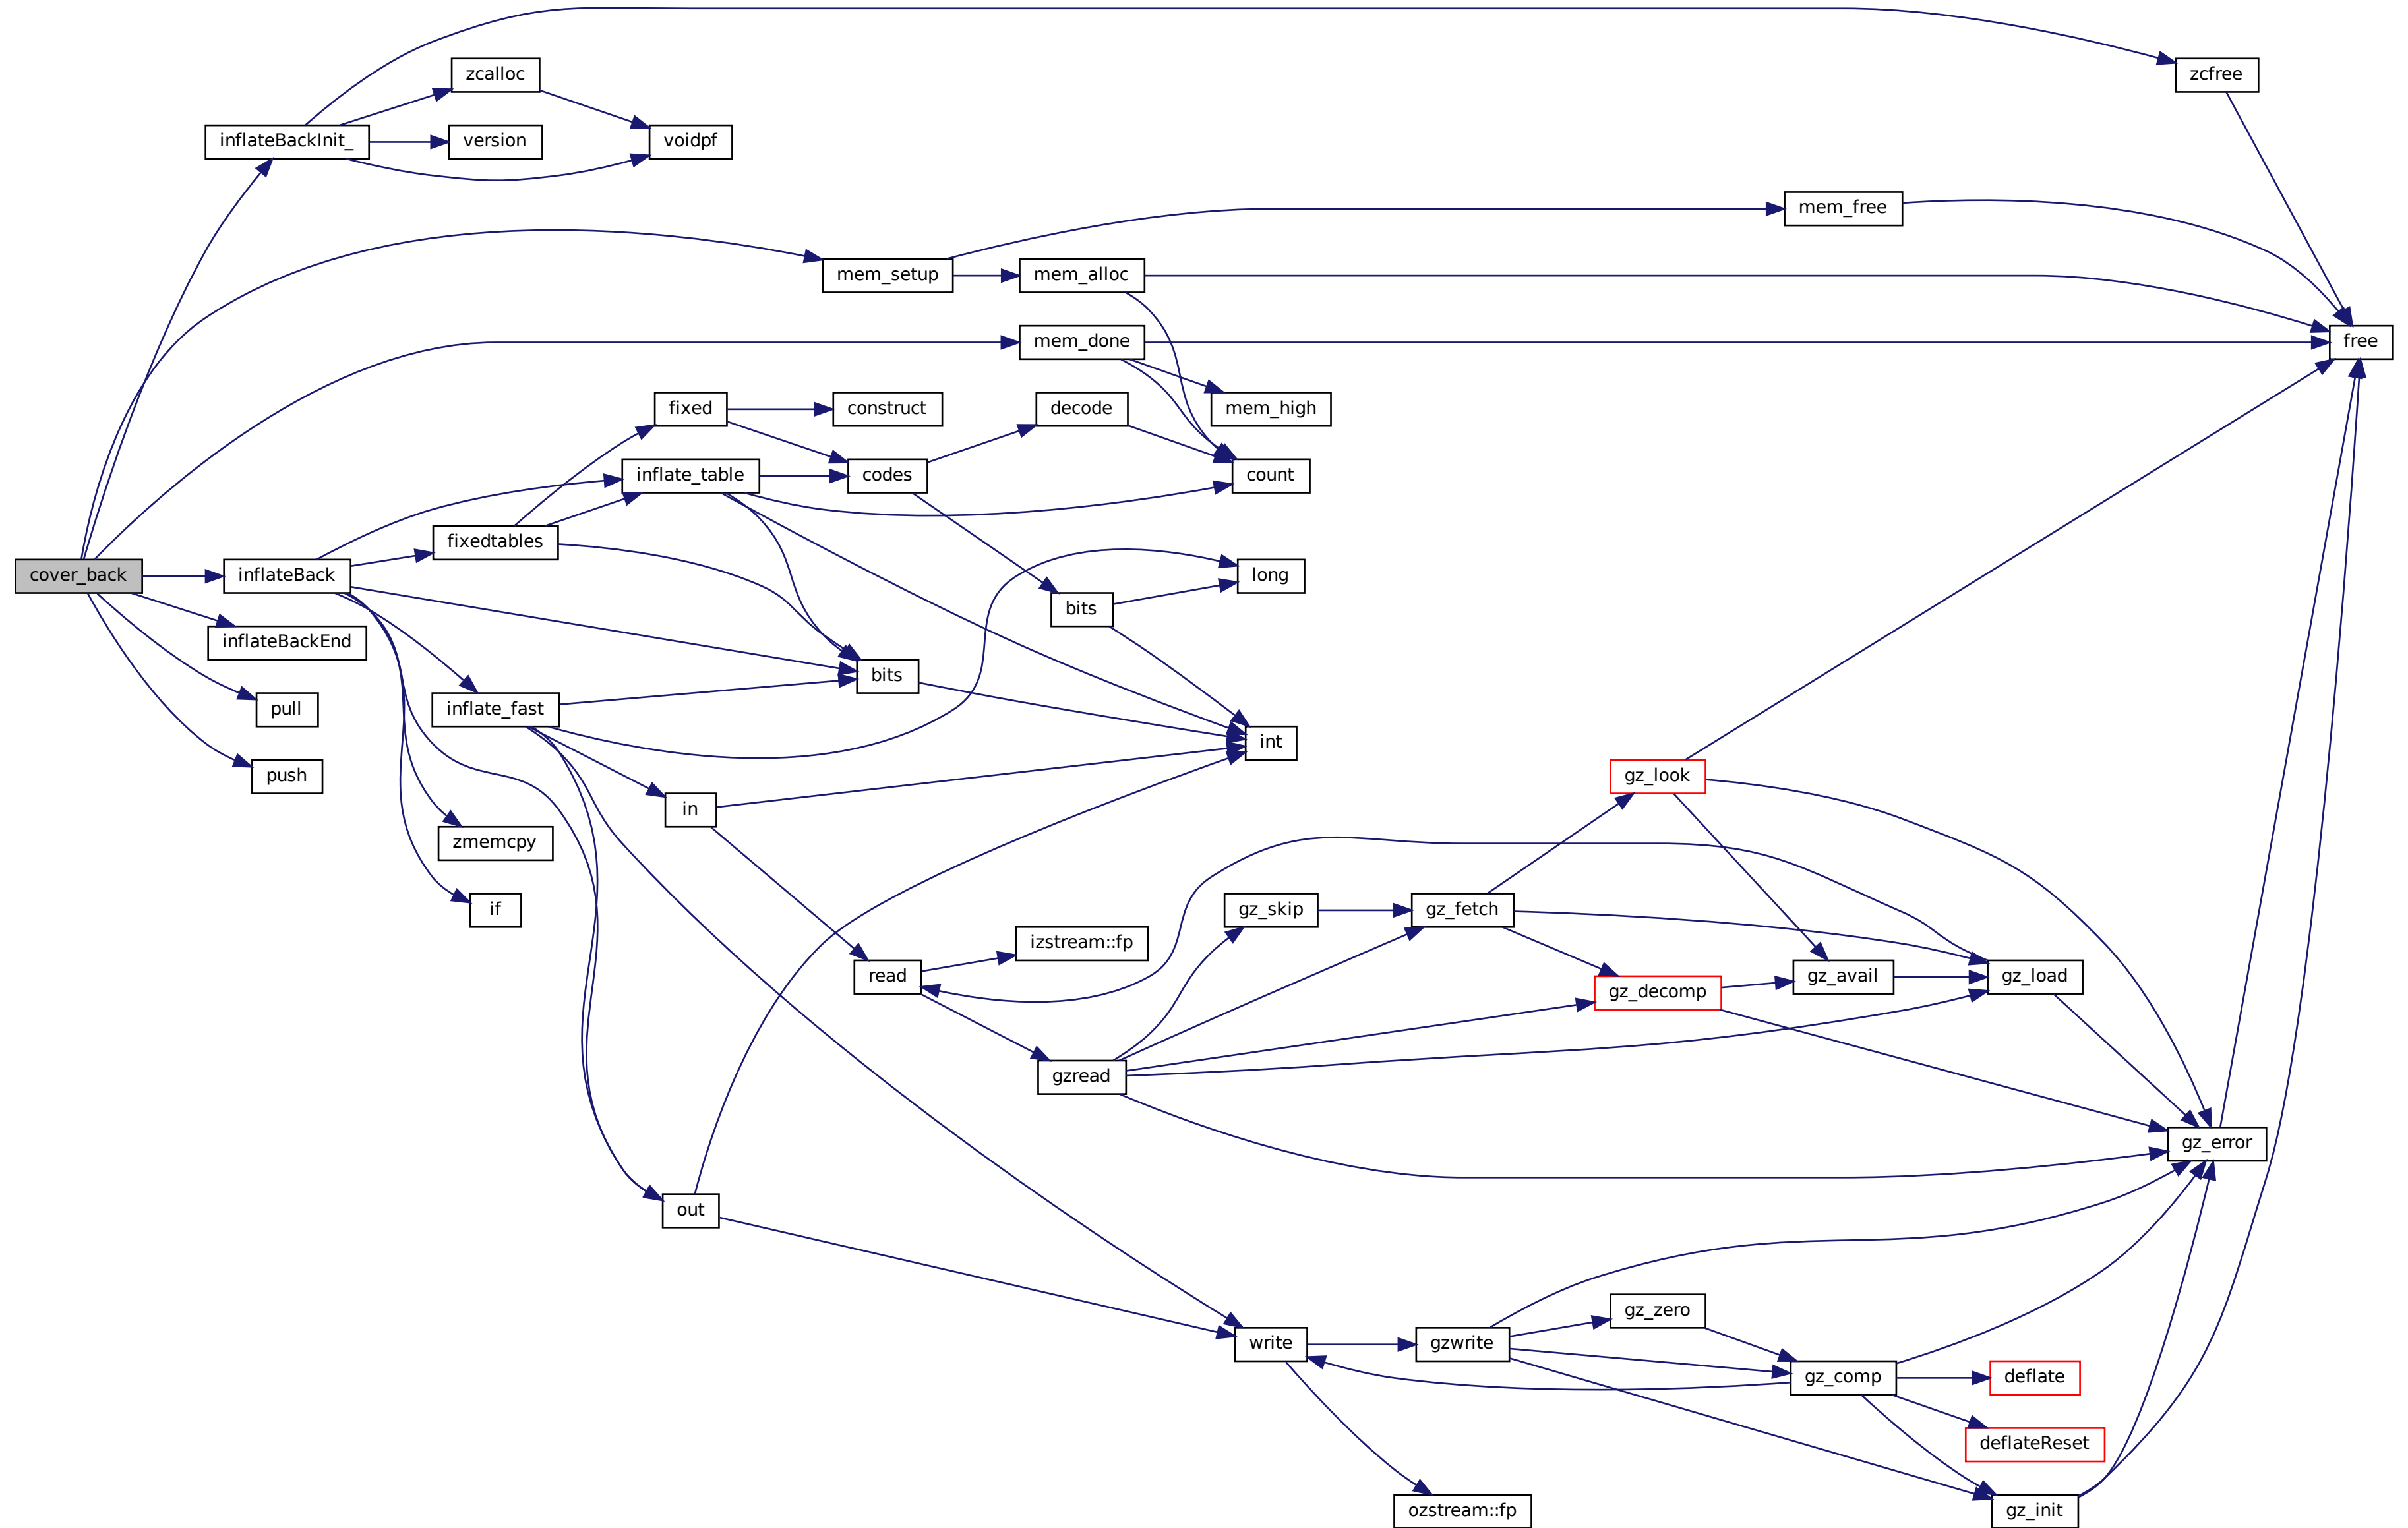 zcalloc
zcfree
inflateBackInit_
version
voidpf
mem_free
mem_setup
mem_alloc
mem_done
free
fixed
construct
decode
mem_high
inflate_table
codes
count
fixedtables
cover_back
inflateBack
long
bits
inflateBackEnd
bits
pull
inflate_fast
int
push
gz_look
in
zmemcpy
if
gz_skip
gz_fetch
izstream::fp
read
gz_decomp
gz_avail
gz_load
gzread
gz_error
out
gz_zero
write
gzwrite
gz_comp
deflate
deflateReset
ozstream::fp
gz_init